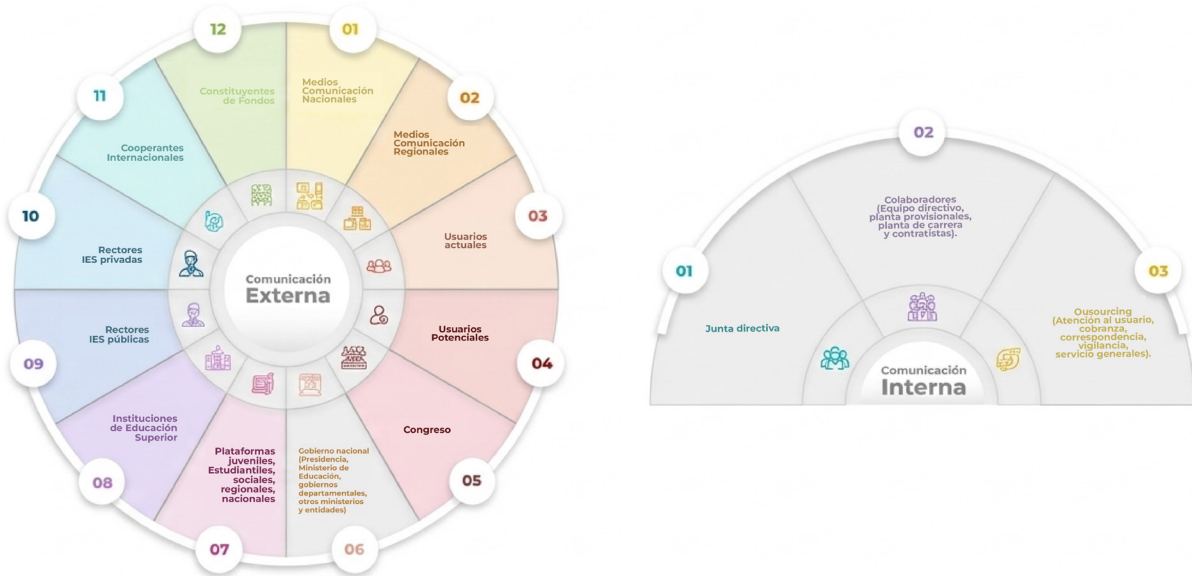 01
Medios
Comunicación
Nacionales
02
Medios
Comunicación
Regionales
03
Usuarios
actuales
04
Usuarios
Potenciales
05
Congreso
06
Gobierno nacional
(Presidencia,
Ministerio de
Educación,
gobiernos
departamentales,
otros ministerios
y entidades)
07
Plataformas
juveniles,
Estudiantiles,
sociales,
regionales,
nacionales
08
Instituciones
de Educación
Superior
09
Rectores
IES públicas
10
Rectores
IES privadas
11
Cooperantes
Internacionales
12
Constituyentes
de Fondos
Comunicación
Externa
01
Junta directiva
02
Colaboradores
(Equipo directivo,
planta provisionales,
planta de carrera
y contratistas).
03
Ousourcing
(Atención al usuario,
cobranza,
correspondencia,
vigilancia,
servicio generales).
Comunicación
Interna